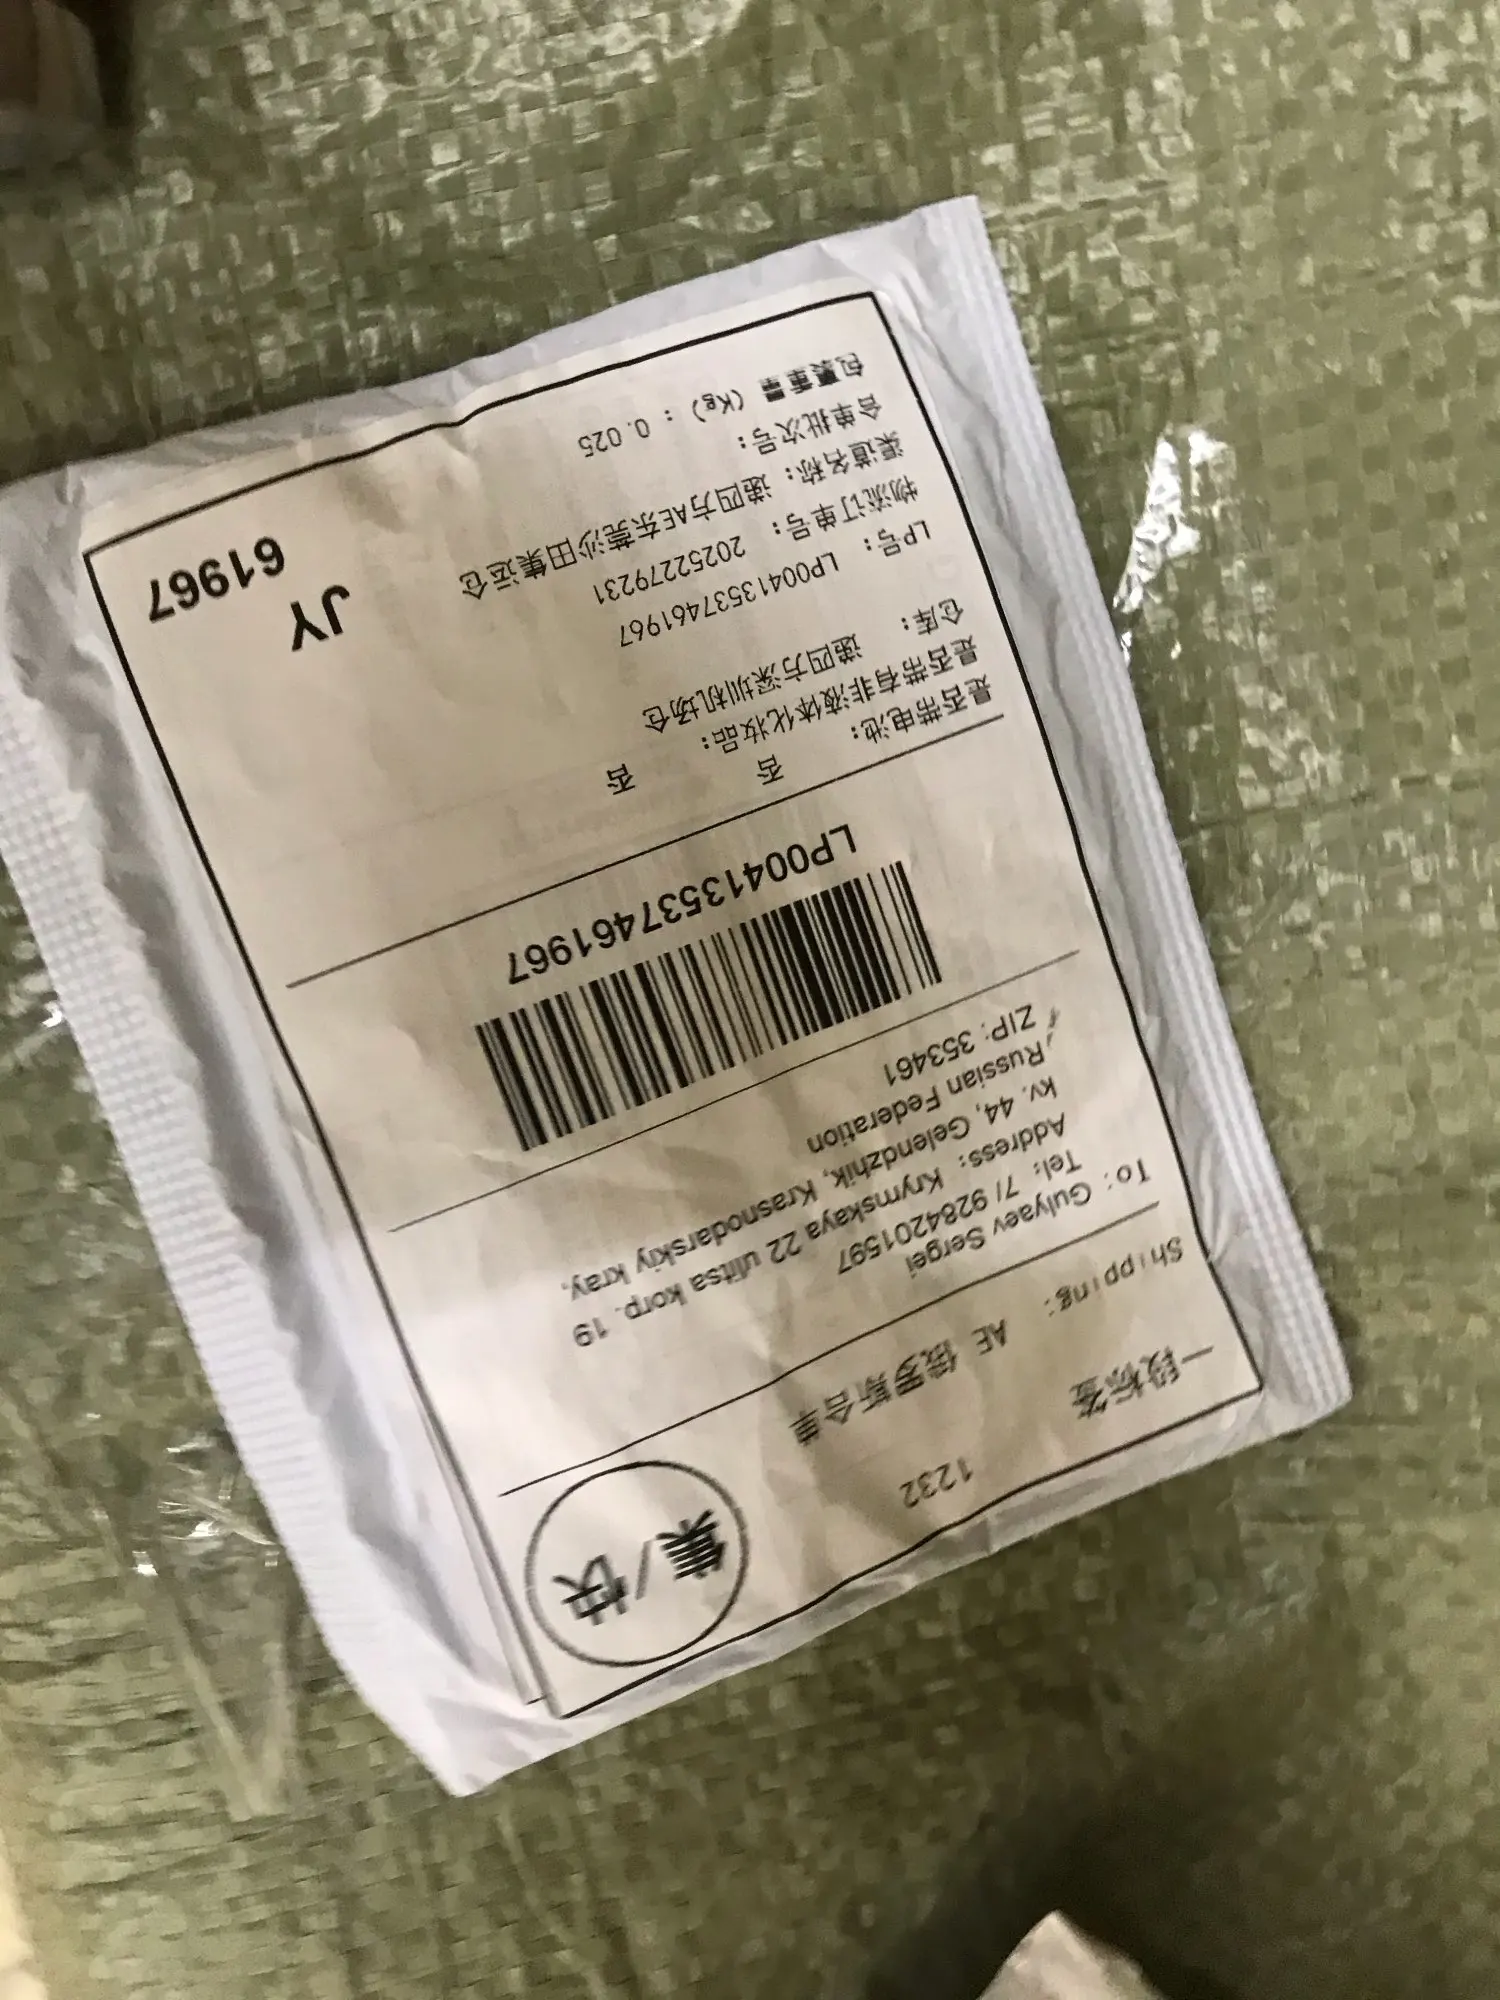 一段标签
1232
集/快
Shipping: AE 俄罗斯合单
To: Gulyaev Sergei
Tel: 7/ 9284201597
Address: Krymskaya 22 ulitsa korp. 19
kv. 44, Gelendzhik, Krasnodarskiy kray,
Russian Federation
ZIP: 353461
LP00413537461967
是否带电池: 否
是否带有非液体化妆品: 否
仓库: 递四方深圳机场仓
LP号: LP00413537461967
物流订单号: 20252279231
渠道名称: 递四方AE东莞沙田集运仓
合单批次号:
包裹重量 (Kg) : 0.025
JY
61967